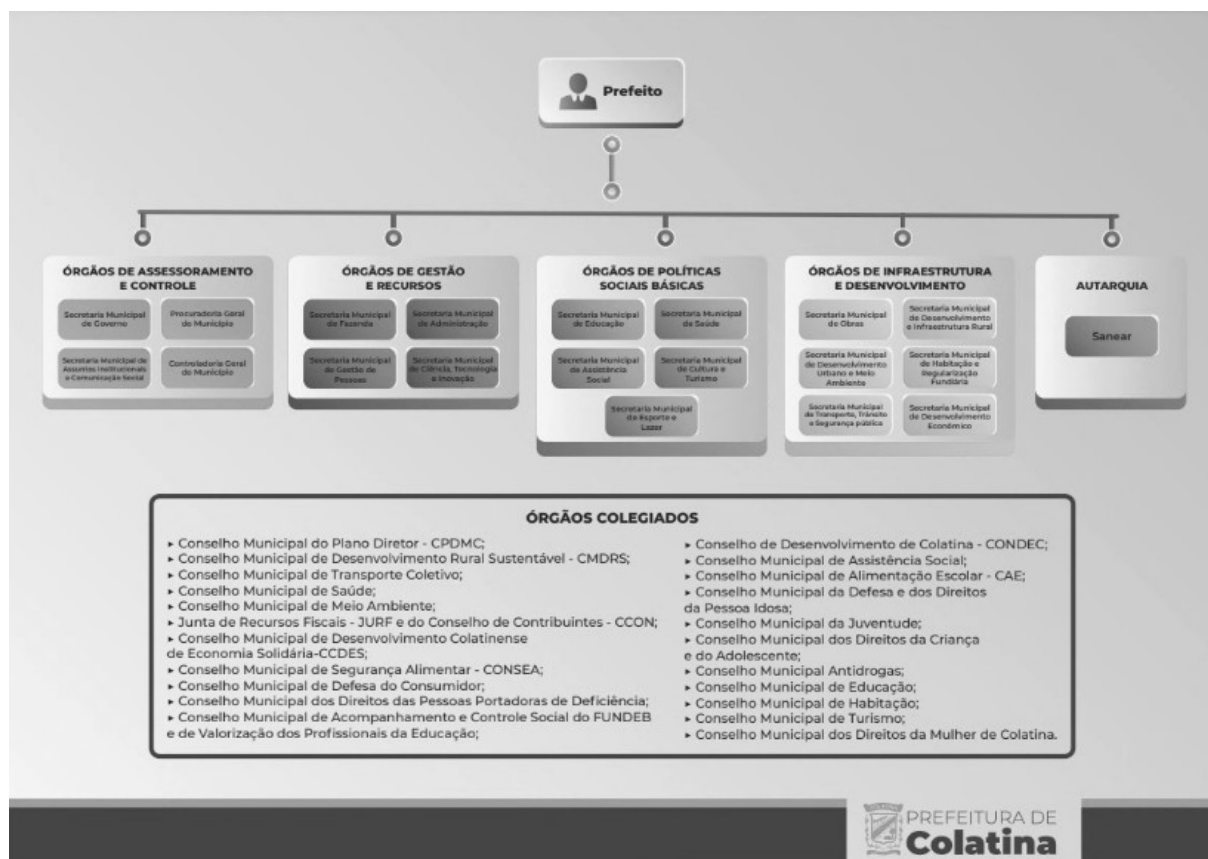 Prefeito
ÓRGÃOS DE ASSESSORAMENTO
E CONTROLE
Secretaria Municipal
de Governo
Procuradoria Geral
do Município
Secretaria Municipal de
Assuntos Institucionais
e Comunicação Social
Controladoria Geral
do Município
ÓRGÃOS DE GESTÃO
E RECURSOS
Secretaria Municipal
de Fazenda
Secretaria Municipal
de Administração
Secretaria Municipal
de Gestão de
Pessoas
Secretaria Municipal
de Ciência, Tecnologia
e Inovação
ÓRGÃOS DE POLÍTICAS
SOCIAIS BÁSICAS
Secretaria Municipal
de Educação
Secretaria Municipal
de Saúde
Secretaria Municipal
de Assistência
Social
Secretaria Municipal
de Cultura e
Turismo
Secretaria Municipal
de Esporte e
Lazer
ÓRGÃOS DE INFRAESTRUTURA
E DESENVOLVIMENTO
Secretaria Municipal
de Obras
Secretaria Municipal
de Desenvolvimento
e Infraestrutura Rural
Secretaria Municipal
de Desenvolvimento
Urbano e Meio
Ambiente
Secretaria Municipal
de Habitação e
Regularização
Fundiária
Secretaria Municipal
de Transporte, Trânsito
e Segurança pública
Secretaria Municipal
de Desenvolvimento
Econômico
AUTARQUIA
Sanear
ÓRGÃOS COLEGIADOS
▸ Conselho Municipal do Plano Diretor - CPDMC;
▸ Conselho Municipal de Desenvolvimento Rural Sustentável - CMDRS;
▸ Conselho Municipal de Transporte Coletivo;
▸ Conselho Municipal de Saúde;
▸ Conselho Municipal de Meio Ambiente;
▸ Junta de Recursos Fiscais - JURF e do Conselho de Contribuintes - CCON;
▸ Conselho Municipal de Desenvolvimento Colatinense
de Economia Solidária-CCDES;
▸ Conselho Municipal de Segurança Alimentar - CONSEA;
▸ Conselho Municipal de Defesa do Consumidor;
▸ Conselho Municipal dos Direitos das Pessoas Portadoras de Deficiência;
▸ Conselho Municipal de Acompanhamento e Controle Social do FUNDEB
e de Valorização dos Profissionais da Educação;
▸ Conselho de Desenvolvimento de Colatina - CONDEC;
▸ Conselho Municipal de Assistência Social;
▸ Conselho Municipal de Alimentação Escolar - CAE;
▸ Conselho Municipal da Defesa e dos Direitos
da Pessoa Idosa;
▸ Conselho Municipal da Juventude;
▸ Conselho Municipal dos Direitos da Criança
e do Adolescente;
▸ Conselho Municipal Antidrogas;
▸ Conselho Municipal de Educação;
▸ Conselho Municipal de Habitação;
▸ Conselho Municipal de Turismo;
▸ Conselho Municipal dos Direitos da Mulher de Colatina.
PREFEITURA DE
Colatina